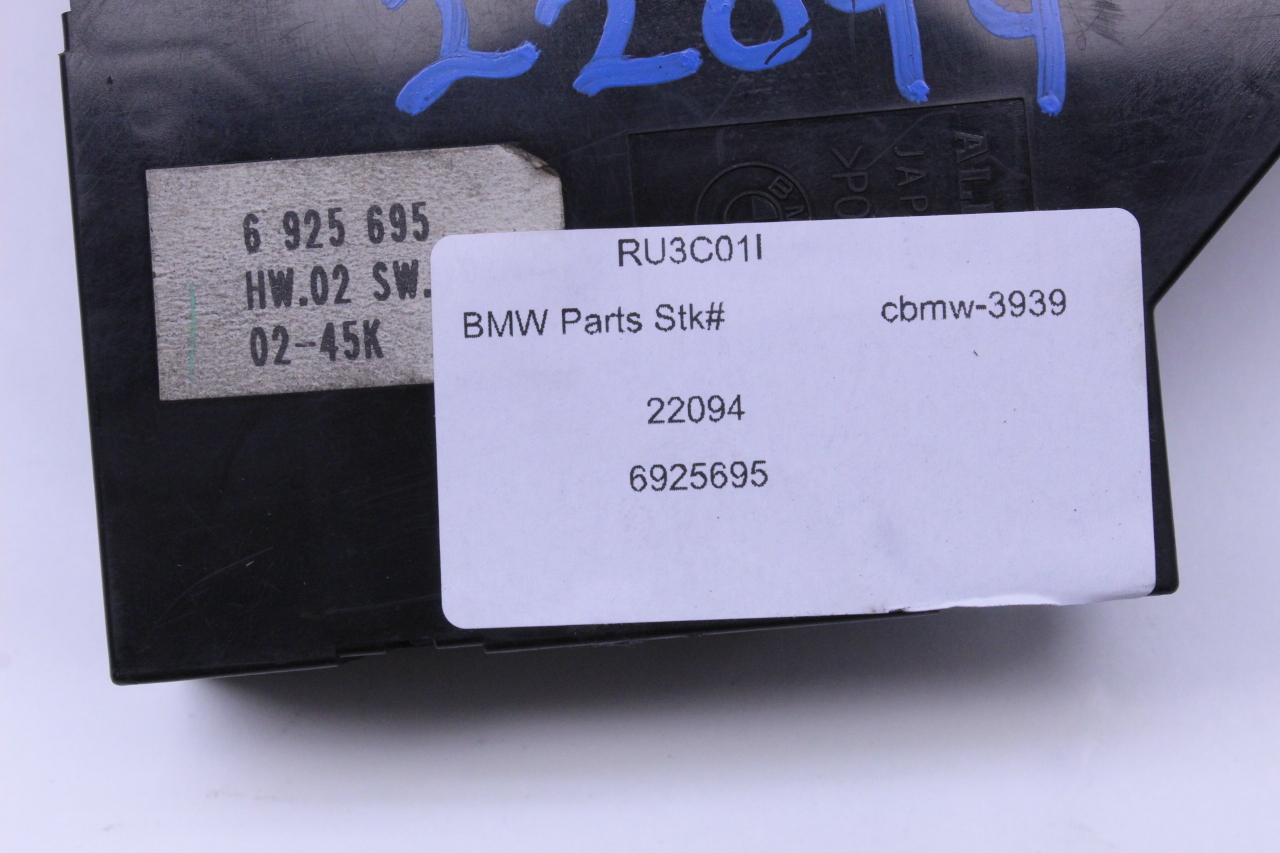 22094
6 925 695
HW.02 SW.
02-45K
RU3C01I
BMW Parts Stk#
cbmw-3939
22094
6925695